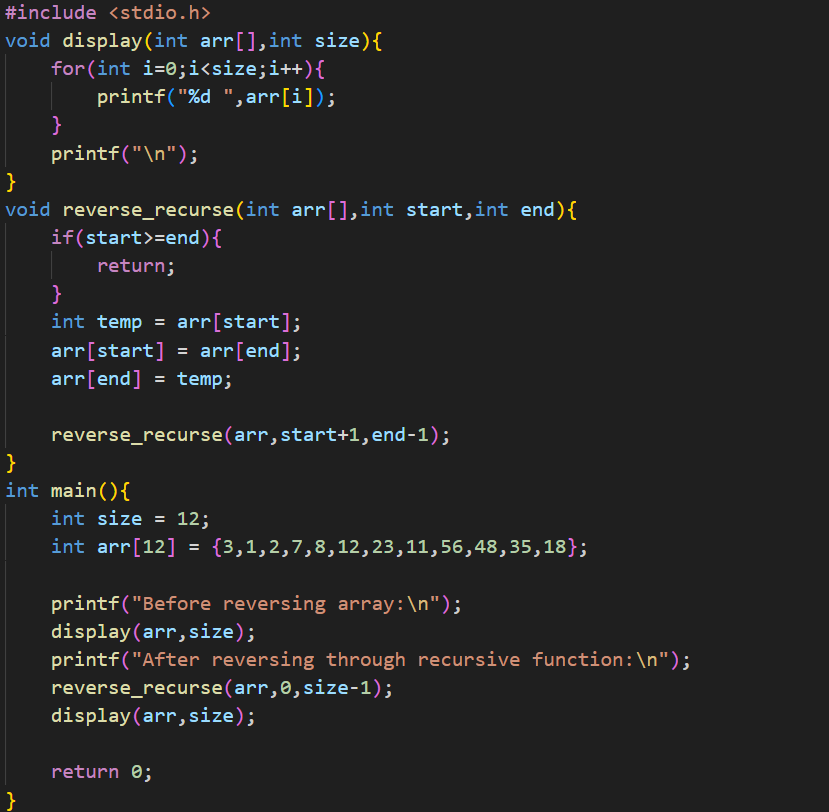 #include <stdio.h>
void display(int arr[],int size){
    for(int i=0;i<size;i++){
        printf("%d ",arr[i]);
    }
    printf("\n");
}
void reverse_recurse(int arr[],int start,int end){
    if(start>=end){
        return;
    }
    int temp = arr[start];
    arr[start] = arr[end];
    arr[end] = temp;

    reverse_recurse(arr,start+1,end-1);
}
int main(){
    int size = 12;
    int arr[12] = {3,1,2,7,8,12,23,11,56,48,35,18};

    printf("Before reversing array:\n");
    display(arr,size);
    printf("After reversing through recursive function:\n");
    reverse_recurse(arr,0,size-1);
    display(arr,size);

    return 0;
}